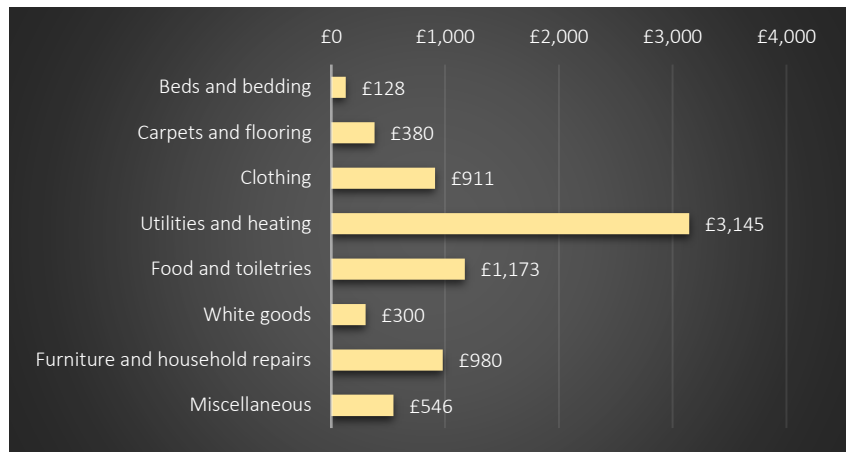 £0 £1,000 £2,000 £3,000 £4,000
Beds and bedding £128
Carpets and flooring £380
Clothing £911
Utilities and heating £3,145
Food and toiletries £1,173
White goods £300
Furniture and household repairs £980
Miscellaneous £546